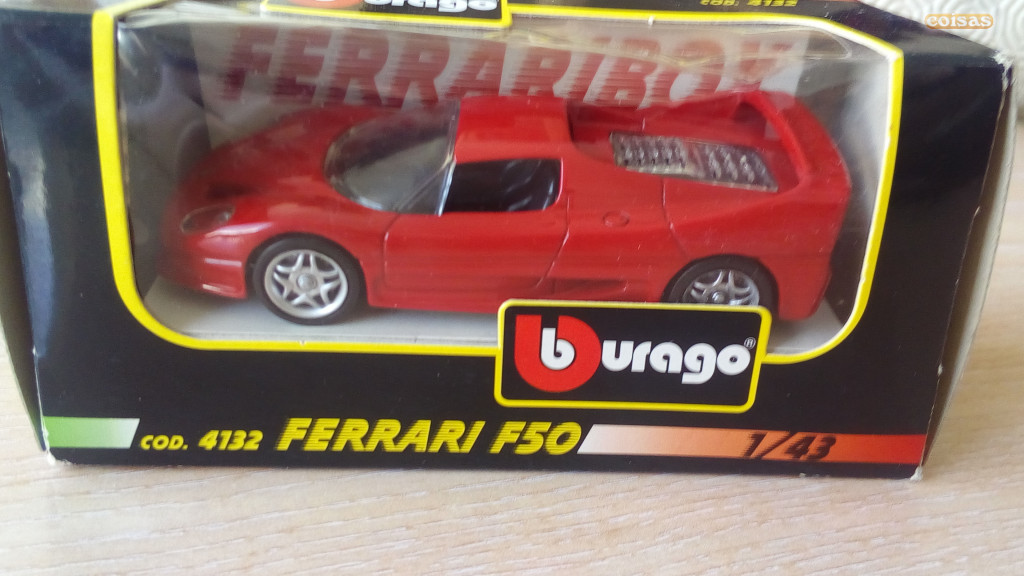 burago
COD. 4132
coisas
FERRARIBOX
burago®
COD. 4132 FERRARI F50 1/43